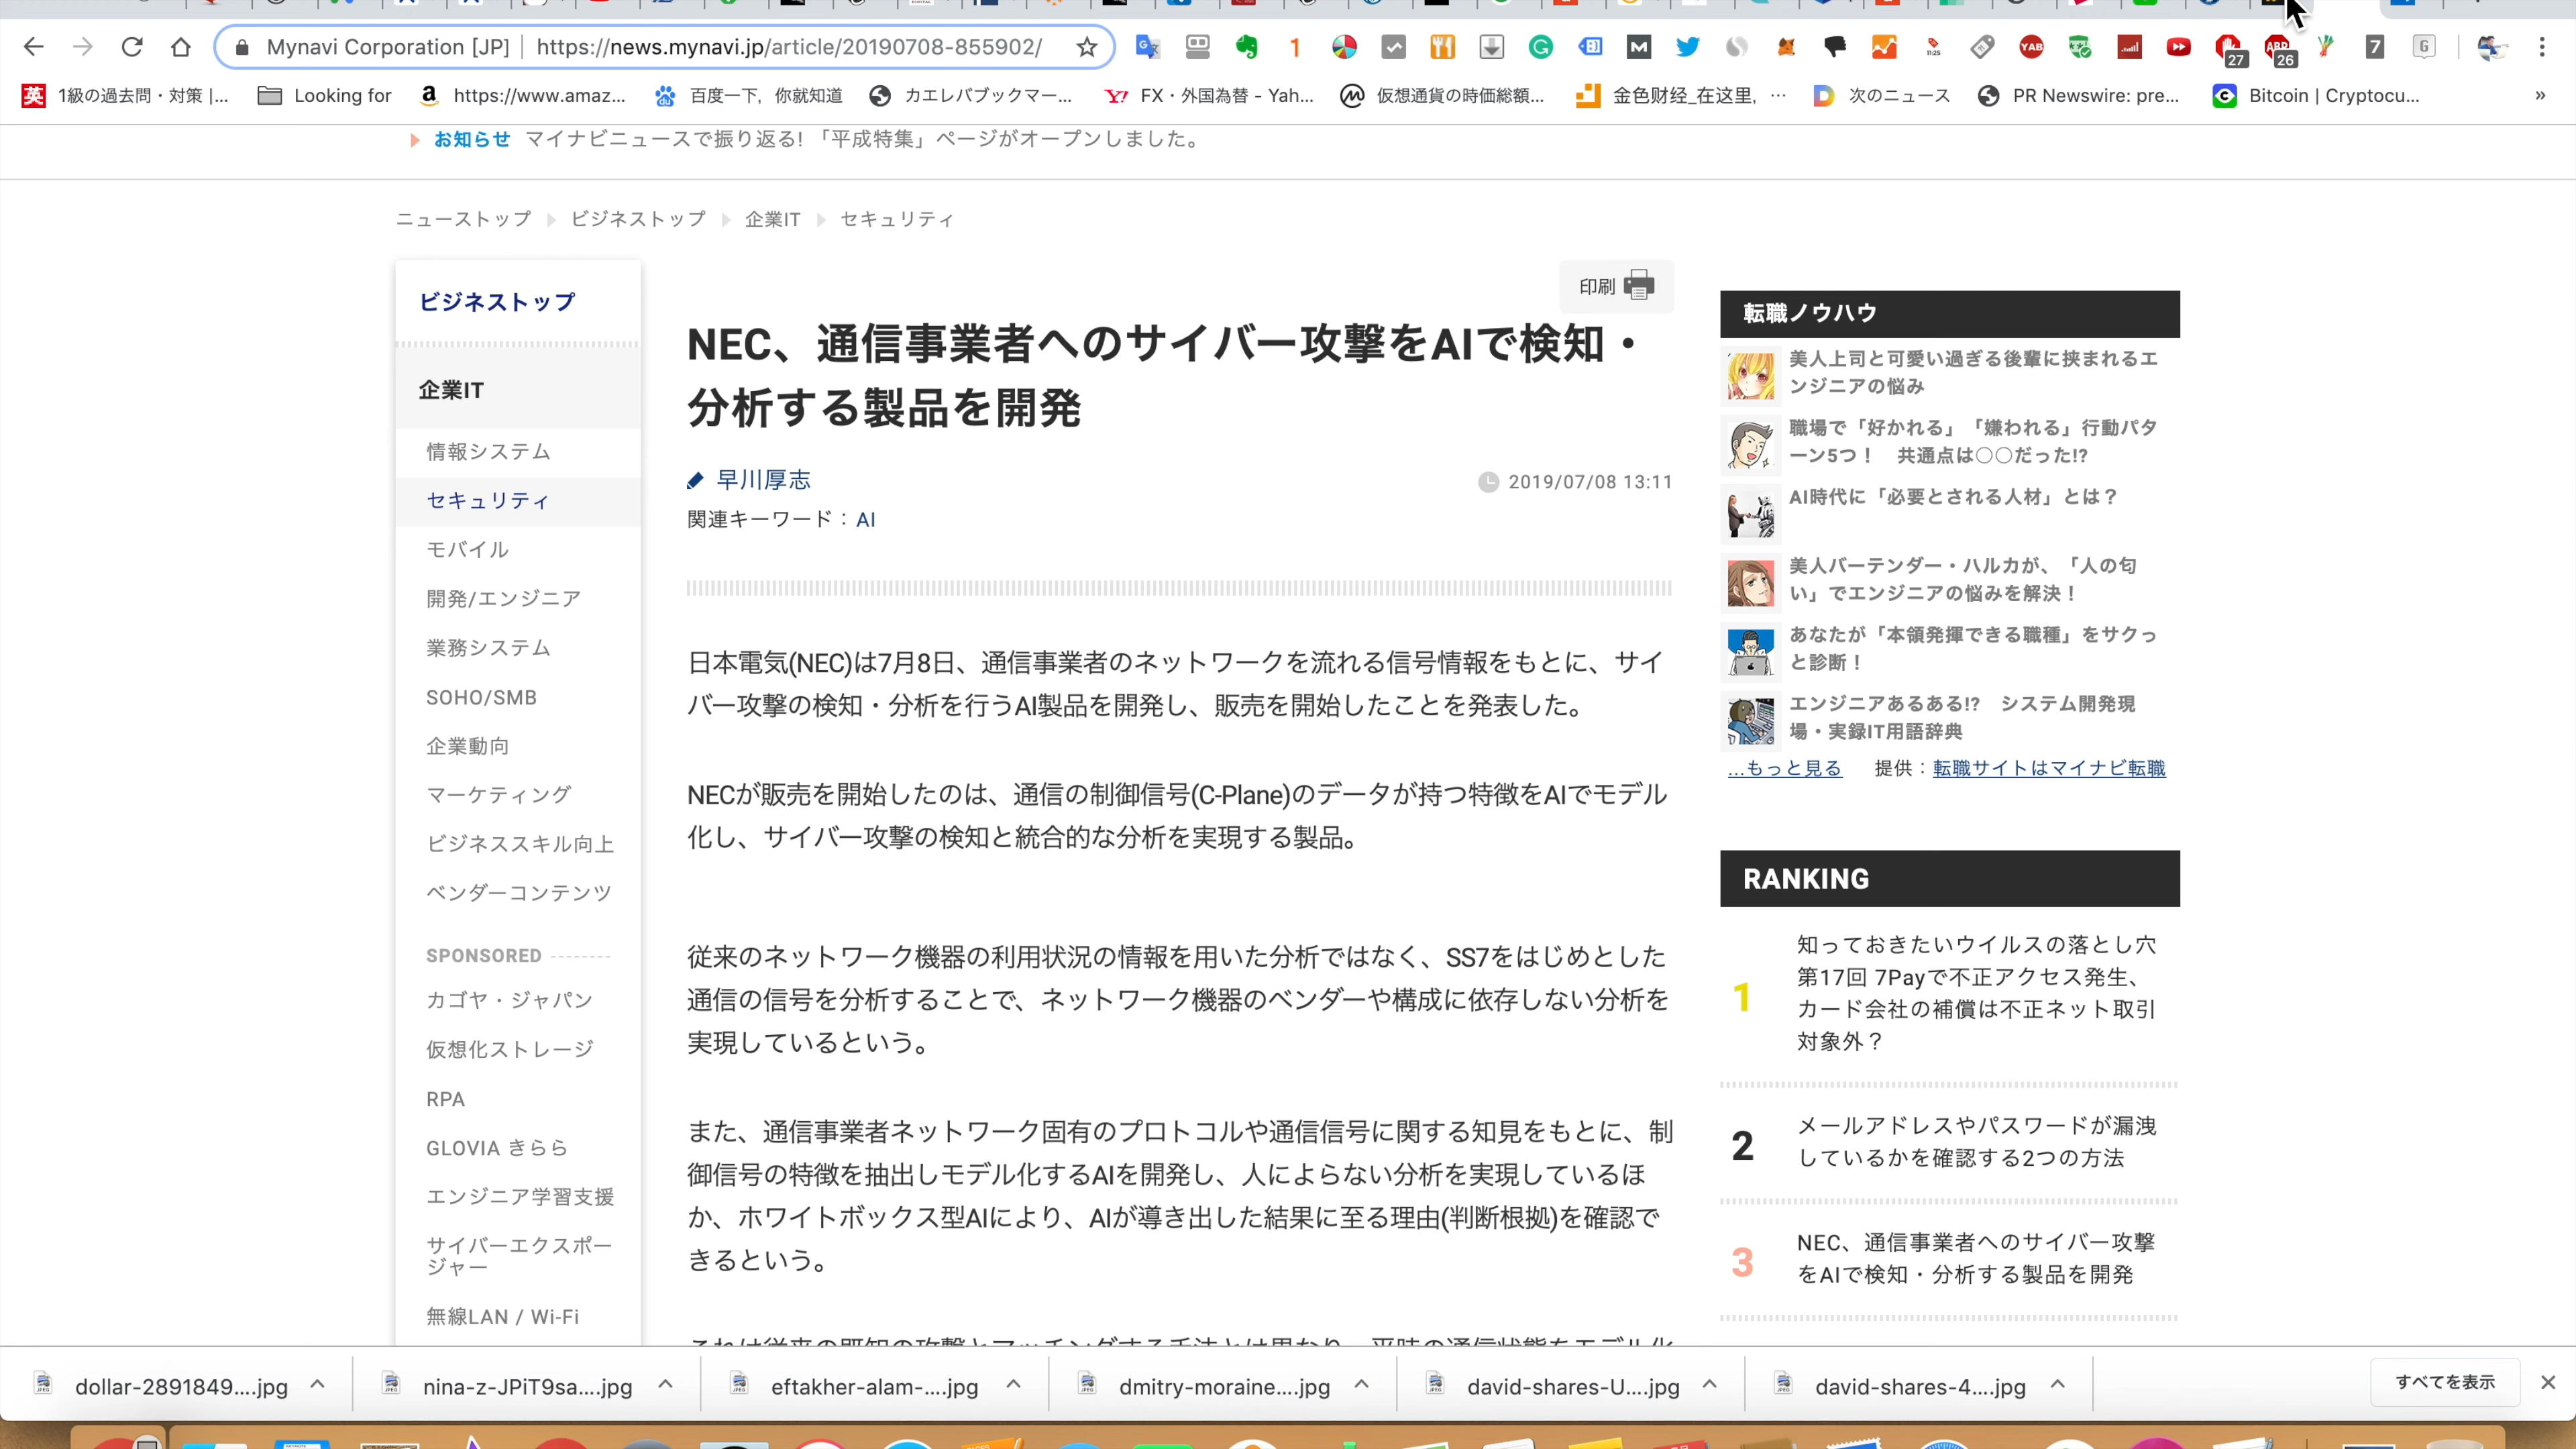 Mynavi Corporation [JP] | https://news.mynavi.jp/article/20190708-855902/
1 11:25 YAB 27 ABP 26 7 G
英 1級の過去問・対策 |... Looking for https://www.amaz... 百度一下，你就知道 カエレバブックマー... FX・外国為替 - Yah... 仮想通貨の時価総額... 金色财经_在这里，... 次のニュース PR Newswire: pre... Bitcoin | Cryptocu... »
お知らせ マイナビニュースで振り返る! 「平成特集」ページがオープンしました。
ニューストップ ビジネストップ 企業IT セキュリティ
ビジネストップ
企業IT
情報システム
セキュリティ
モバイル
開発/エンジニア
業務システム
SOHO/SMB
企業動向
マーケティング
ビジネススキル向上
ベンダーコンテンツ
SPONSORED
カゴヤ・ジャパン
仮想化ストレージ
RPA
GLOVIA きらら
エンジニア学習支援
サイバーエクスポー
ジャー
無線LAN / Wi-Fi
印刷
NEC、通信事業者へのサイバー攻撃をAIで検知・
分析する製品を開発
早川厚志
2019/07/08 13:11
関連キーワード：AI
日本電気(NEC)は7月8日、通信事業者のネットワークを流れる信号情報をもとに、サイ
バー攻撃の検知・分析を行うAI製品を開発し、販売を開始したことを発表した。
NECが販売を開始したのは、通信の制御信号(C-Plane)のデータが持つ特徴をAIでモデル
化し、サイバー攻撃の検知と統合的な分析を実現する製品。
従来のネットワーク機器の利用状況の情報を用いた分析ではなく、SS7をはじめとした
通信の信号を分析することで、ネットワーク機器のベンダーや構成に依存しない分析を
実現しているという。
また、通信事業者ネットワーク固有のプロトコルや通信信号に関する知見をもとに、制
御信号の特徴を抽出しモデル化するAIを開発し、人によらない分析を実現しているほ
か、ホワイトボックス型AIにより、AIが導き出した結果に至る理由(判断根拠)を確認で
きるという。
これは従来の既知の攻撃とマッチングする手法とは異なり、平時の通信状態をモデル化
転職ノウハウ
美人上司と可愛い過ぎる後輩に挟まれるエ
ンジニアの悩み
職場で「好かれる」「嫌われる」行動パタ
ーン5つ！　共通点は○○だった!?
AI時代に「必要とされる人材」とは？
美人バーテンダー・ハルカが、「人の匂
い」でエンジニアの悩みを解決！
あなたが「本領発揮できる職種」をサクっ
と診断！
エンジニアあるある!?　システム開発現
場・実録IT用語辞典
...もっと見る 提供：転職サイトはマイナビ転職
RANKING
1
知っておきたいウイルスの落とし穴
第17回 7Payで不正アクセス発生、
カード会社の補償は不正ネット取引
対象外？
2
メールアドレスやパスワードが漏洩
しているかを確認する2つの方法
3
NEC、通信事業者へのサイバー攻撃
をAIで検知・分析する製品を開発
dollar-2891849....jpg nina-z-JPiT9sa....jpg eftakher-alam-....jpg dmitry-moraine....jpg david-shares-U....jpg david-shares-4....jpg すべてを表示